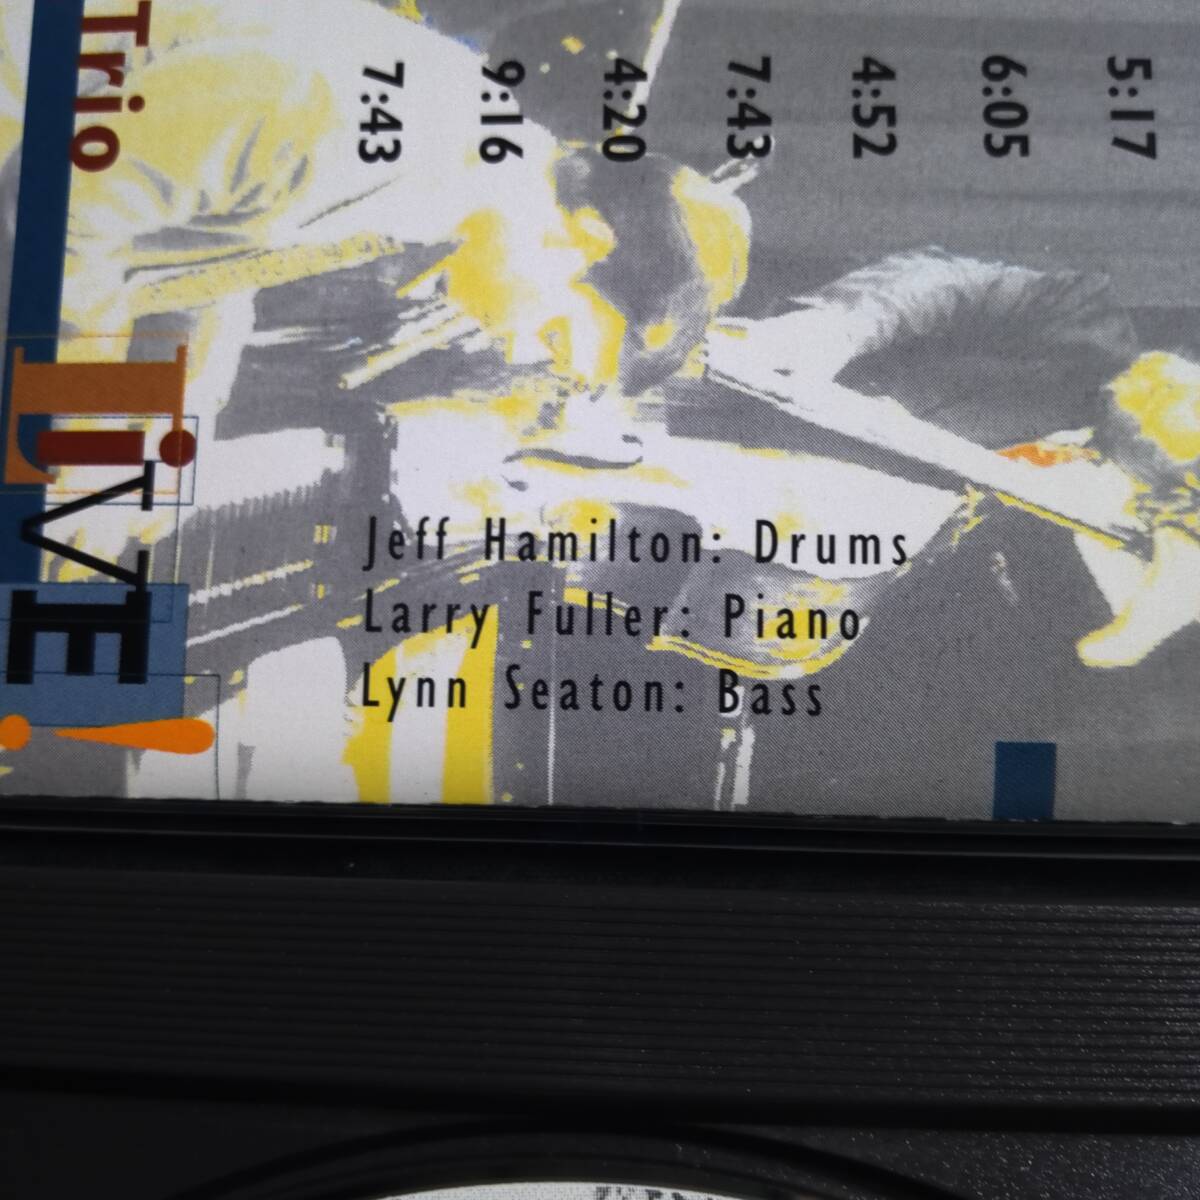 Trio
LiVE!
5:17
6:05
4:52
7:43
4:20
9:16
7:43
Jeff Hamilton: Drums
Larry Fuller: Piano
Lynn Seaton: Bass